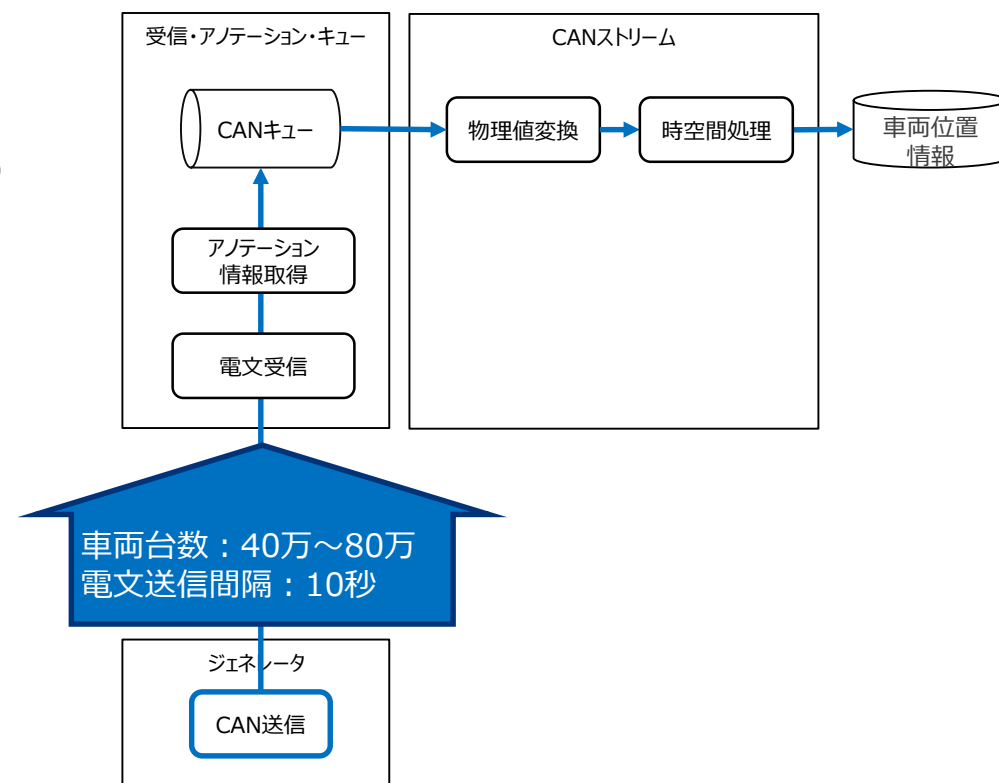 受信・アノテーション・キュー
CANストリーム
CANキュー
物理値変換
時空間処理
車両位置
情報
アノテーション
情報取得
電文受信
車両台数：40万～80万
電文送信間隔：10秒
ジェネレータ
CAN送信